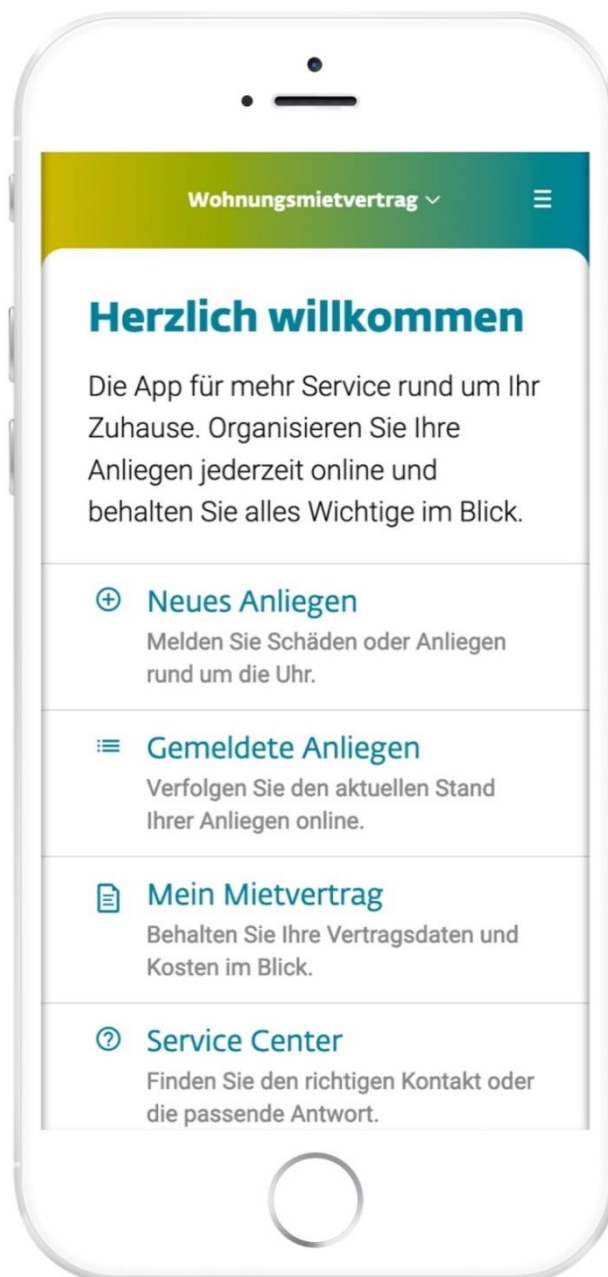 Wohnungsmietvertrag
Herzlich willkommen
Die App für mehr Service rund um Ihr
Zuhause. Organisieren Sie Ihre
Anliegen jederzeit online und
behalten Sie alles Wichtige im Blick.
Neues Anliegen
Melden Sie Schäden oder Anliegen
rund um die Uhr.
Gemeldete Anliegen
Verfolgen Sie den aktuellen Stand
Ihrer Anliegen online.
Mein Mietvertrag
Behalten Sie Ihre Vertragsdaten und
Kosten im Blick.
Service Center
Finden Sie den richtigen Kontakt oder
die passende Antwort.